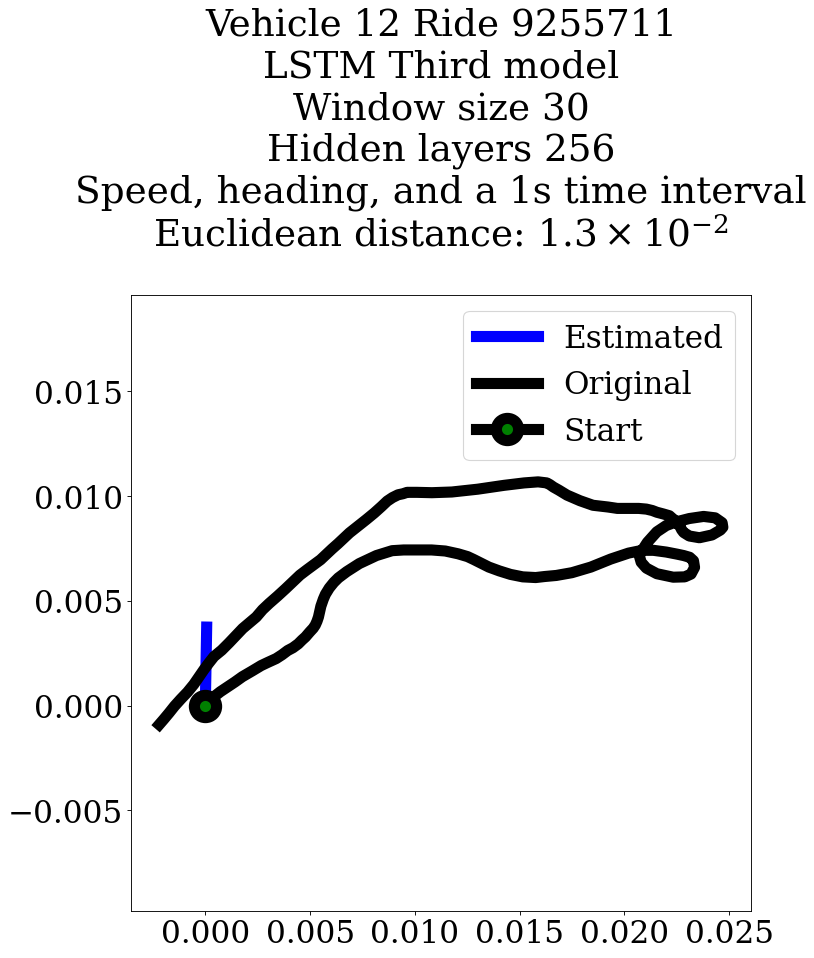 Vehicle 12 Ride 9255711
LSTM Third model
Window size 30
Hidden layers 256
Speed, heading, and a 1s time interval
Euclidean distance: 1.3 × 10⁻²
Estimated
Original
Start
0.015
0.010
0.005
0.000
−0.005
0.000 0.005 0.010 0.015 0.020 0.025